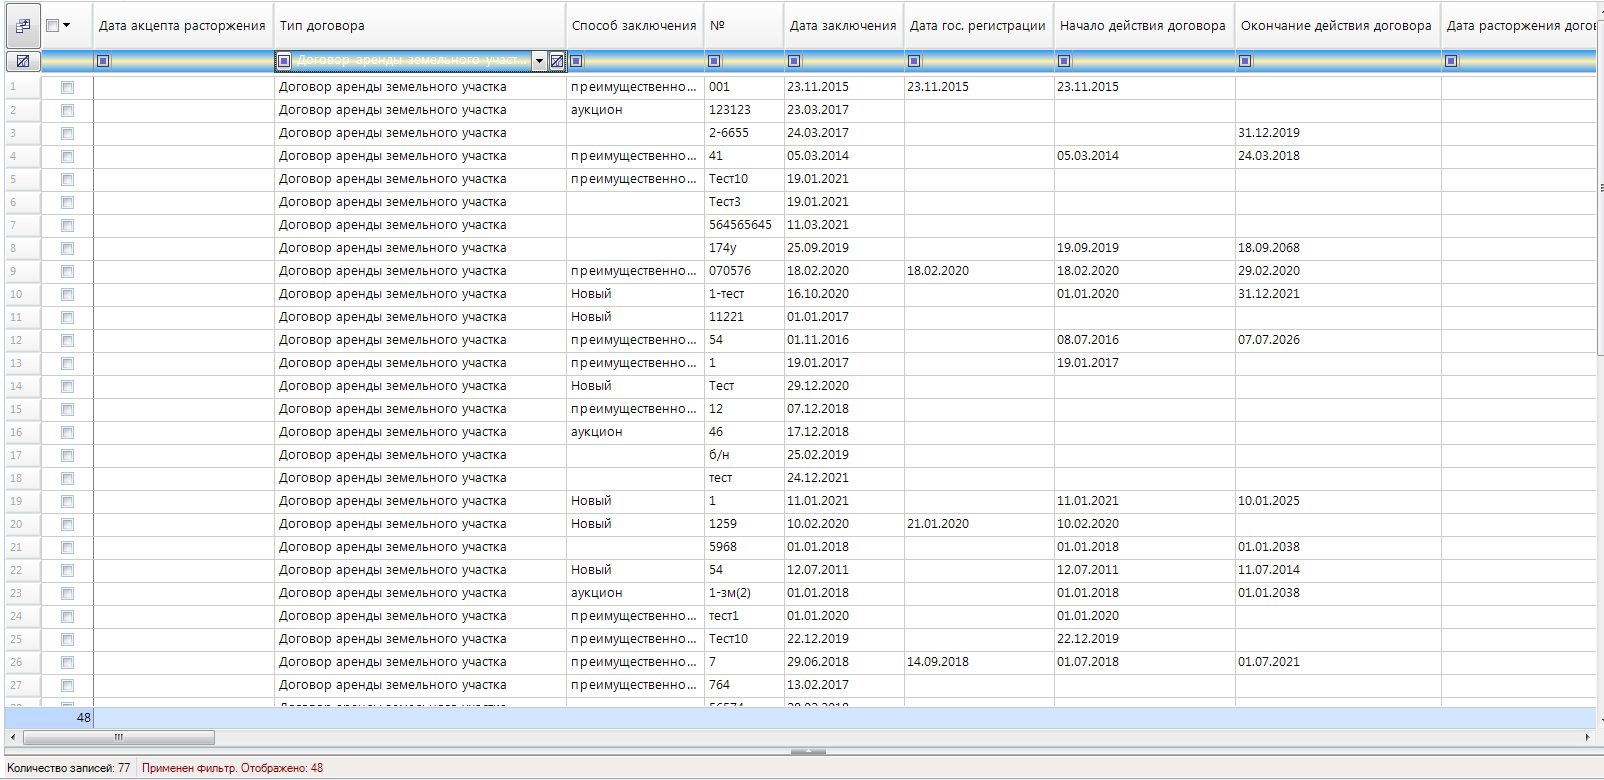 Дата акцепта расторжения Тип договора Способ заключения № Дата заключения Дата гос. регистрации Начало действия договора Окончание действия договора Дата расторжения догов
Договор аренды земельного участ...
1 Договор аренды земельного участка преимущественно... 001 23.11.2015 23.11.2015 23.11.2015
2 Договор аренды земельного участка аукцион 123123 23.03.2017
3 Договор аренды земельного участка 2-6655 24.03.2017 31.12.2019
4 Договор аренды земельного участка преимущественно... 41 05.03.2014 05.03.2014 24.03.2018
5 Договор аренды земельного участка преимущественно... Тест10 19.01.2021
6 Договор аренды земельного участка Тест3 19.01.2021
7 Договор аренды земельного участка 564565645 11.03.2021
8 Договор аренды земельного участка 174у 25.09.2019 19.09.2019 18.09.2068
9 Договор аренды земельного участка преимущественно... 070576 18.02.2020 18.02.2020 18.02.2020 29.02.2020
10 Договор аренды земельного участка Новый 1-тест 16.10.2020 01.01.2020 31.12.2021
11 Договор аренды земельного участка Новый 11221 01.01.2017
12 Договор аренды земельного участка преимущественно... 54 01.11.2016 08.07.2016 07.07.2026
13 Договор аренды земельного участка преимущественно... 1 19.01.2017 19.01.2017
14 Договор аренды земельного участка Новый Тест 29.12.2020
15 Договор аренды земельного участка преимущественно... 12 07.12.2018
16 Договор аренды земельного участка аукцион 46 17.12.2018
17 Договор аренды земельного участка б/н 25.02.2019
18 Договор аренды земельного участка тест 24.12.2021
19 Договор аренды земельного участка Новый 1 11.01.2021 11.01.2021 10.01.2025
20 Договор аренды земельного участка Новый 1259 10.02.2020 21.01.2020 10.02.2020
21 Договор аренды земельного участка 5968 01.01.2018 01.01.2018 01.01.2038
22 Договор аренды земельного участка Новый 54 12.07.2011 12.07.2011 11.07.2014
23 Договор аренды земельного участка аукцион 1-зм(2) 01.01.2018 01.01.2018 01.01.2038
24 Договор аренды земельного участка преимущественно... тест1 01.01.2020 01.01.2020
25 Договор аренды земельного участка преимущественно... Тест10 22.12.2019 22.12.2019
26 Договор аренды земельного участка преимущественно... 7 29.06.2018 14.09.2018 01.07.2018 01.07.2021
27 Договор аренды земельного участка преимущественно... 764 13.02.2017
48
Количество записей: 77 Применен фильтр. Отображено: 48